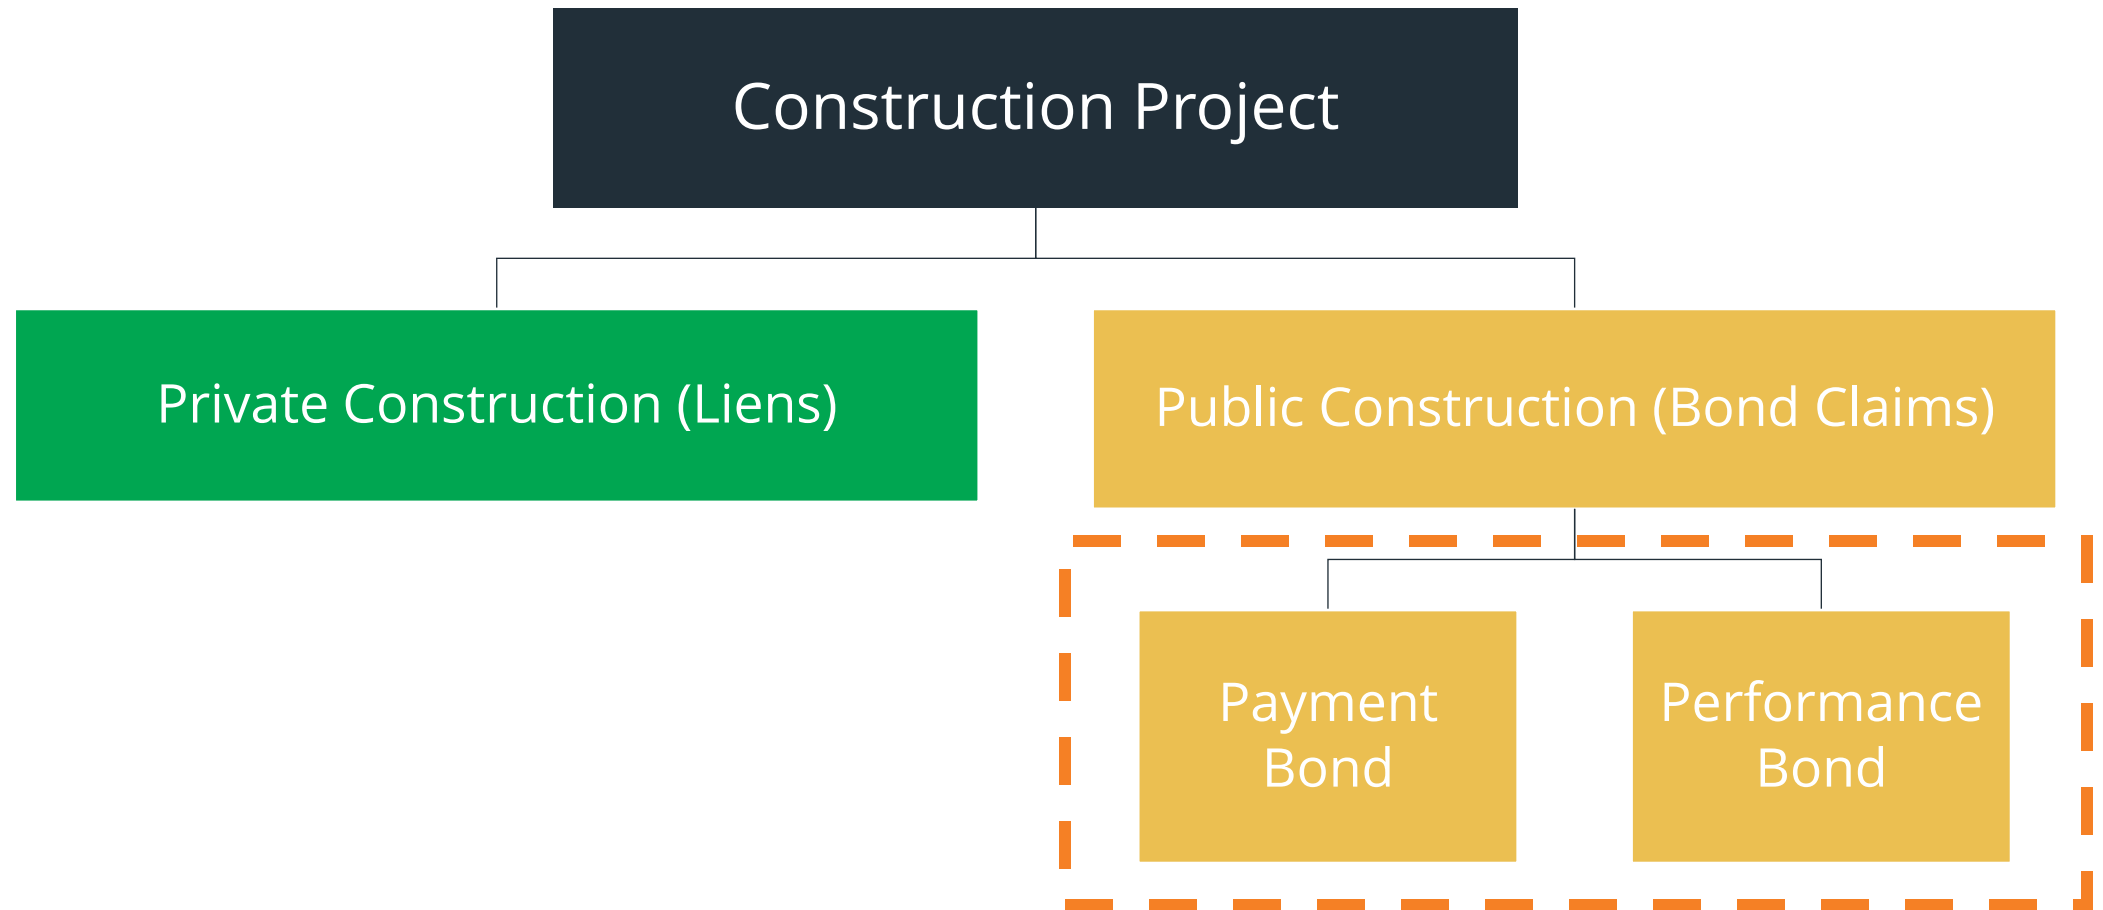 Construction Project
Private Construction (Liens)
Public Construction (Bond Claims)
Payment
Bond
Performance
Bond